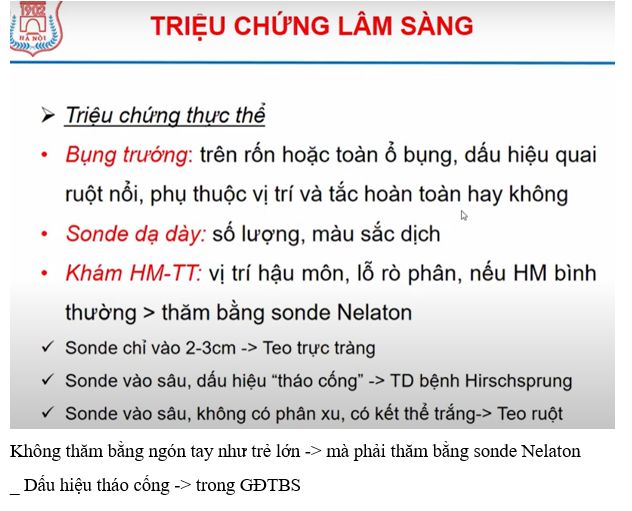 1902
HÀ NỘI
TRIỆU CHỨNG LÂM SÀNG
➢ Triệu chứng thực thể
• Bụng trướng: trên rốn hoặc toàn ổ bụng, dấu hiệu quai
ruột nổi, phụ thuộc vị trí và tắc hoàn toàn hay không
• Sonde dạ dày: số lượng, màu sắc dịch
• Khám HM-TT: vị trí hậu môn, lỗ rò phân, nếu HM bình
thường > thăm bằng sonde Nelaton
✓ Sonde chỉ vào 2-3cm -> Teo trực tràng
✓ Sonde vào sâu, dấu hiệu “tháo cống” -> TD bệnh Hirschsprung
✓ Sonde vào sâu, không có phân xu, có kết thể trắng-> Teo ruột
Không thăm bằng ngón tay như trẻ lớn -> mà phải thăm bằng sonde Nelaton
_ Dấu hiệu tháo cống -> trong GĐTBS